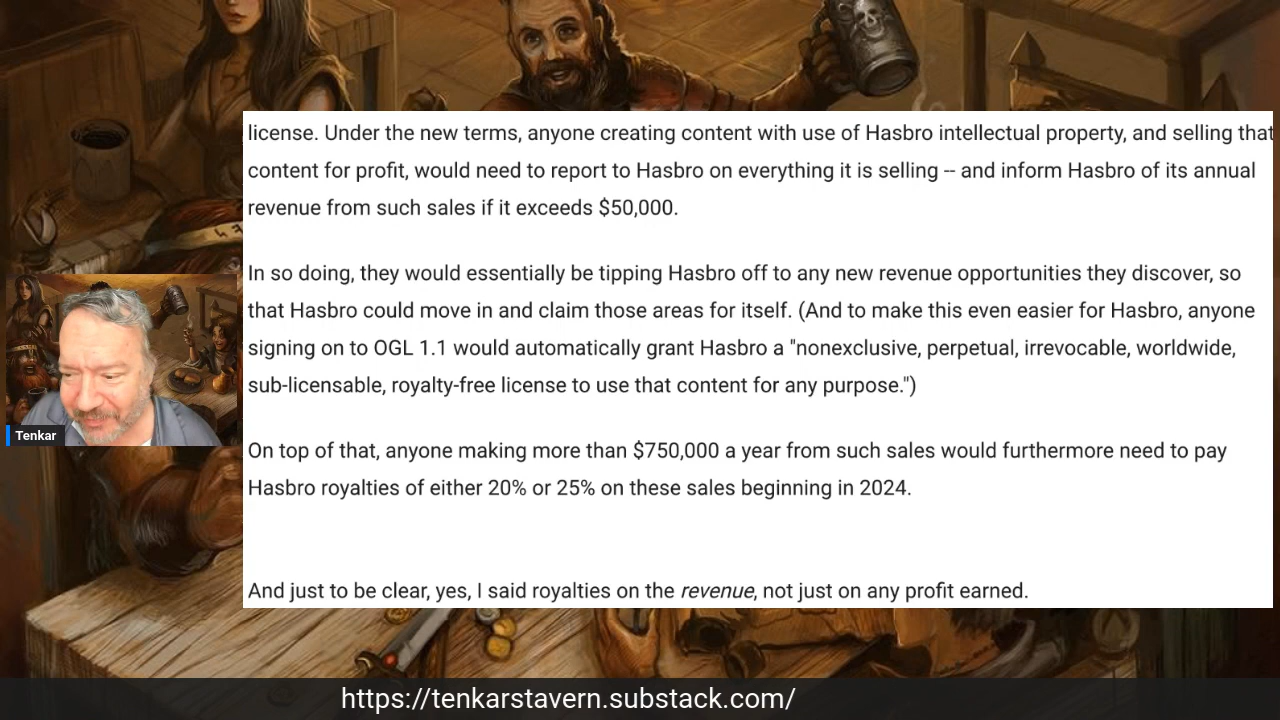 license. Under the new terms, anyone creating content with use of Hasbro intellectual property, and selling that
content for profit, would need to report to Hasbro on everything it is selling -- and inform Hasbro of its annual
revenue from such sales if it exceeds $50,000.
In so doing, they would essentially be tipping Hasbro off to any new revenue opportunities they discover, so
that Hasbro could move in and claim those areas for itself. (And to make this even easier for Hasbro, anyone
signing on to OGL 1.1 would automatically grant Hasbro a "nonexclusive, perpetual, irrevocable, worldwide,
sub-licensable, royalty-free license to use that content for any purpose.")
Tenkar
On top of that, anyone making more than $750,000 a year from such sales would furthermore need to pay
Hasbro royalties of either 20% or 25% on these sales beginning in 2024.
And just to be clear, yes, I said royalties on the revenue, not just on any profit earned.
https://tenkarstavern.substack.com/